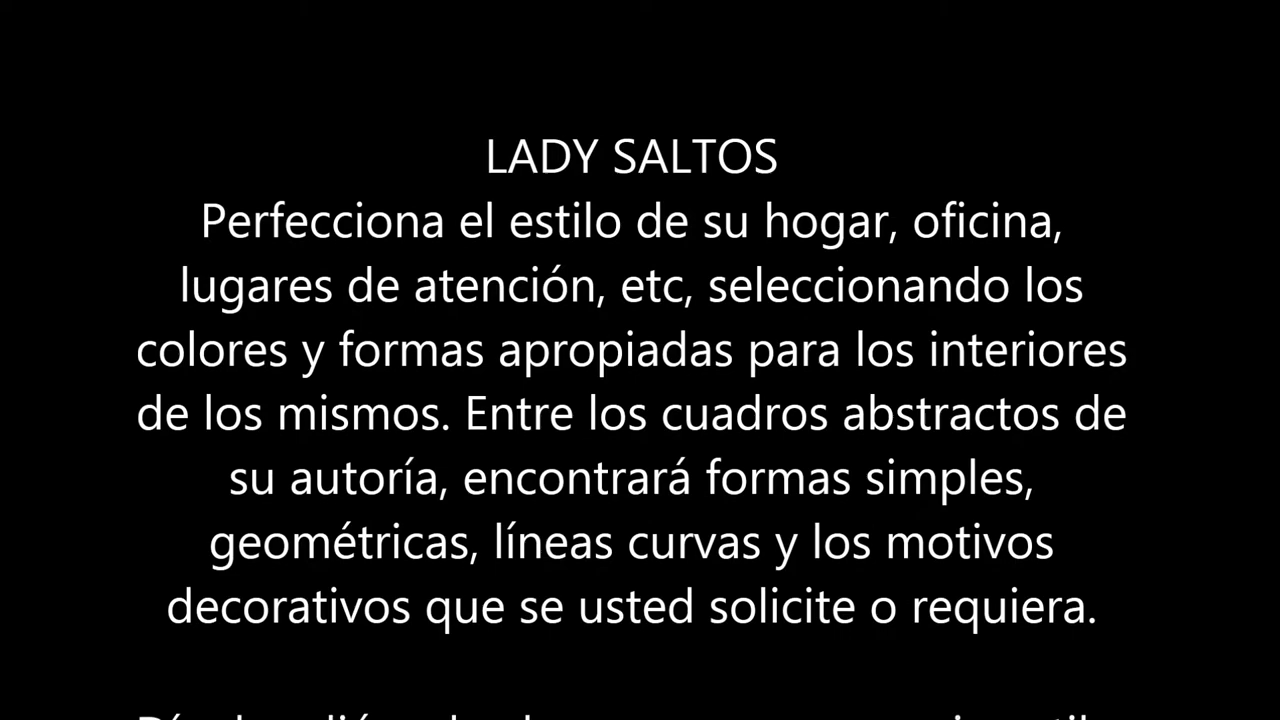 LADY SALTOS
Perfecciona el estilo de su hogar, oficina,
lugares de atención, etc, seleccionando los
colores y formas apropiadas para los interiores
de los mismos. Entre los cuadros abstractos de
su autoría, encontrará formas simples,
geométricas, líneas curvas y los motivos
decorativos que se usted solicite o requiera.